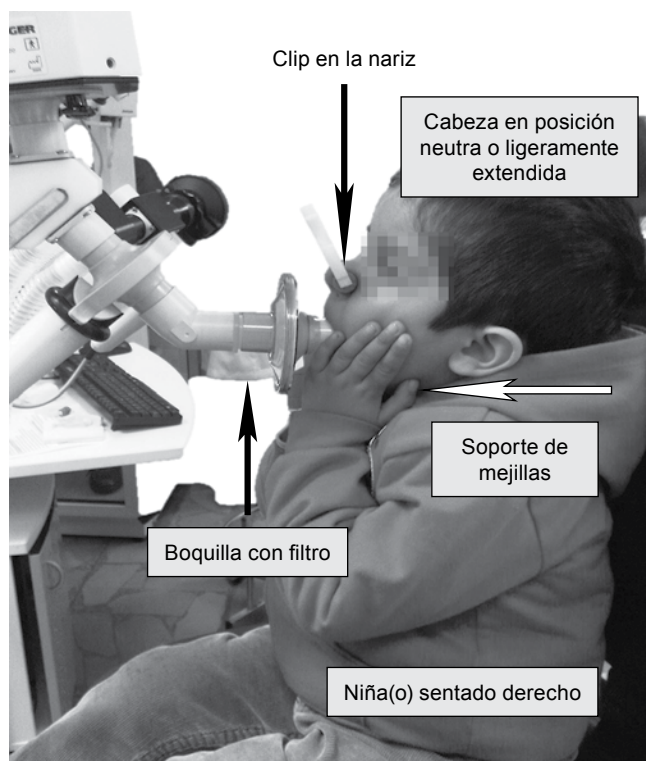 GER
Clip en la nariz
Cabeza en posición
neutra o ligeramente
extendida
Soporte de
mejillas
Boquilla con filtro
Niña(o) sentado derecho